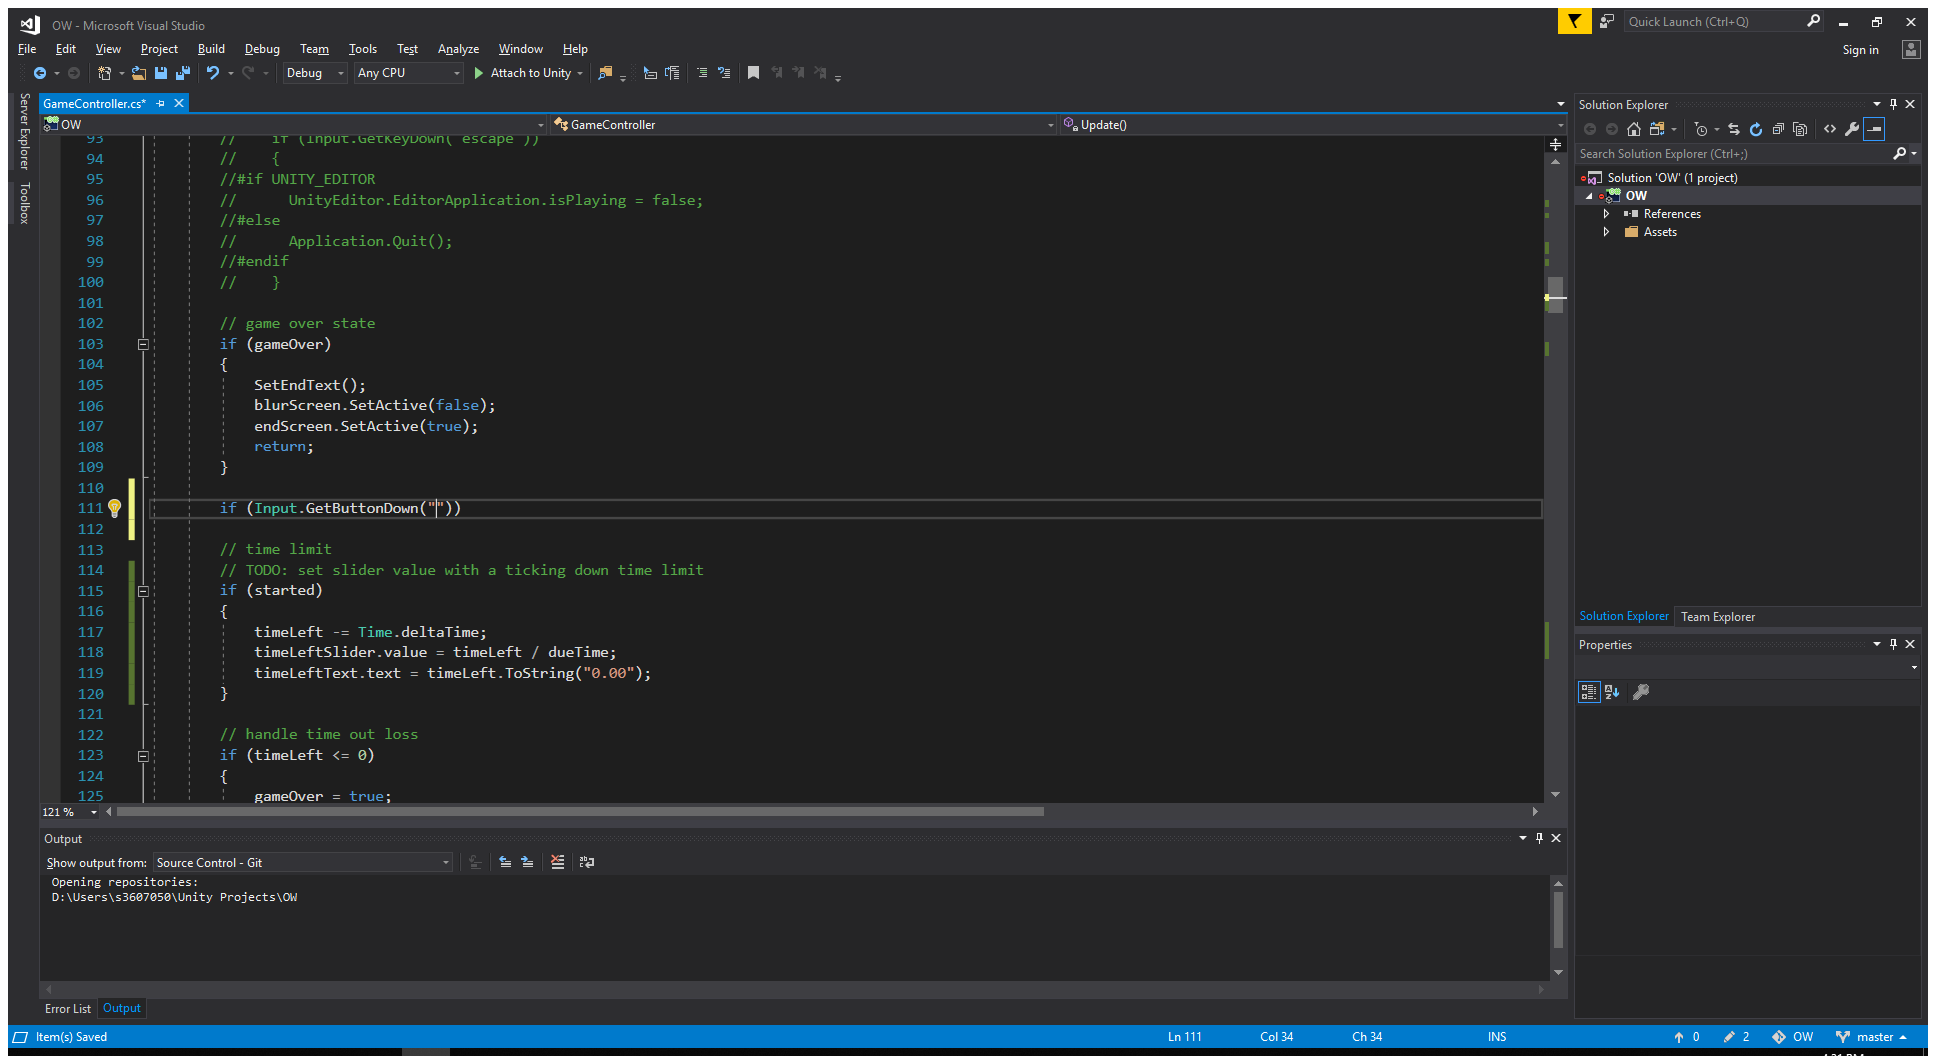 OW - Microsoft Visual Studio
Quick Launch (Ctrl+Q)
File Edit View Project Build Debug Team Tools Test Analyze Window Help
Sign in
Debug Any CPU Attach to Unity
Server Explorer
Toolbox
GameController.cs*
OW GameController Update()
93 // if (Input.GetKeyDown( escape ))
94 // {
95 //#if UNITY_EDITOR
96 // UnityEditor.EditorApplication.isPlaying = false;
97 //#else
98 // Application.Quit();
99 //#endif
100 // }
101
102 // game over state
103 if (gameOver)
104 {
105 SetEndText();
106 blurScreen.SetActive(false);
107 endScreen.SetActive(true);
108 return;
109 }
110
111 if (Input.GetButtonDown(""))
112
113 // time limit
114 // TODO: set slider value with a ticking down time limit
115 if (started)
116 {
117 timeLeft -= Time.deltaTime;
118 timeLeftSlider.value = timeLeft / dueTime;
119 timeLeftText.text = timeLeft.ToString("0.00");
120 }
121
122 // handle time out loss
123 if (timeLeft <= 0)
124 {
125 gameOver = true;
121 %
Solution Explorer
Search Solution Explorer (Ctrl+;)
Solution 'OW' (1 project)
OW
References
Assets
Solution Explorer Team Explorer
Properties
Output
Show output from: Source Control - Git
Opening repositories:
D:\Users\s3607050\Unity Projects\OW
Error List Output
Item(s) Saved Ln 111 Col 34 Ch 34 INS 0 2 OW master